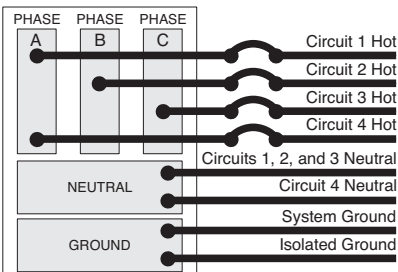 PHASE PHASE PHASE
A B C
Circuit 1 Hot
Circuit 2 Hot
Circuit 3 Hot
Circuit 4 Hot
Circuits 1, 2, and 3 Neutral
NEUTRAL
Circuit 4 Neutral
System Ground
GROUND
Isolated Ground